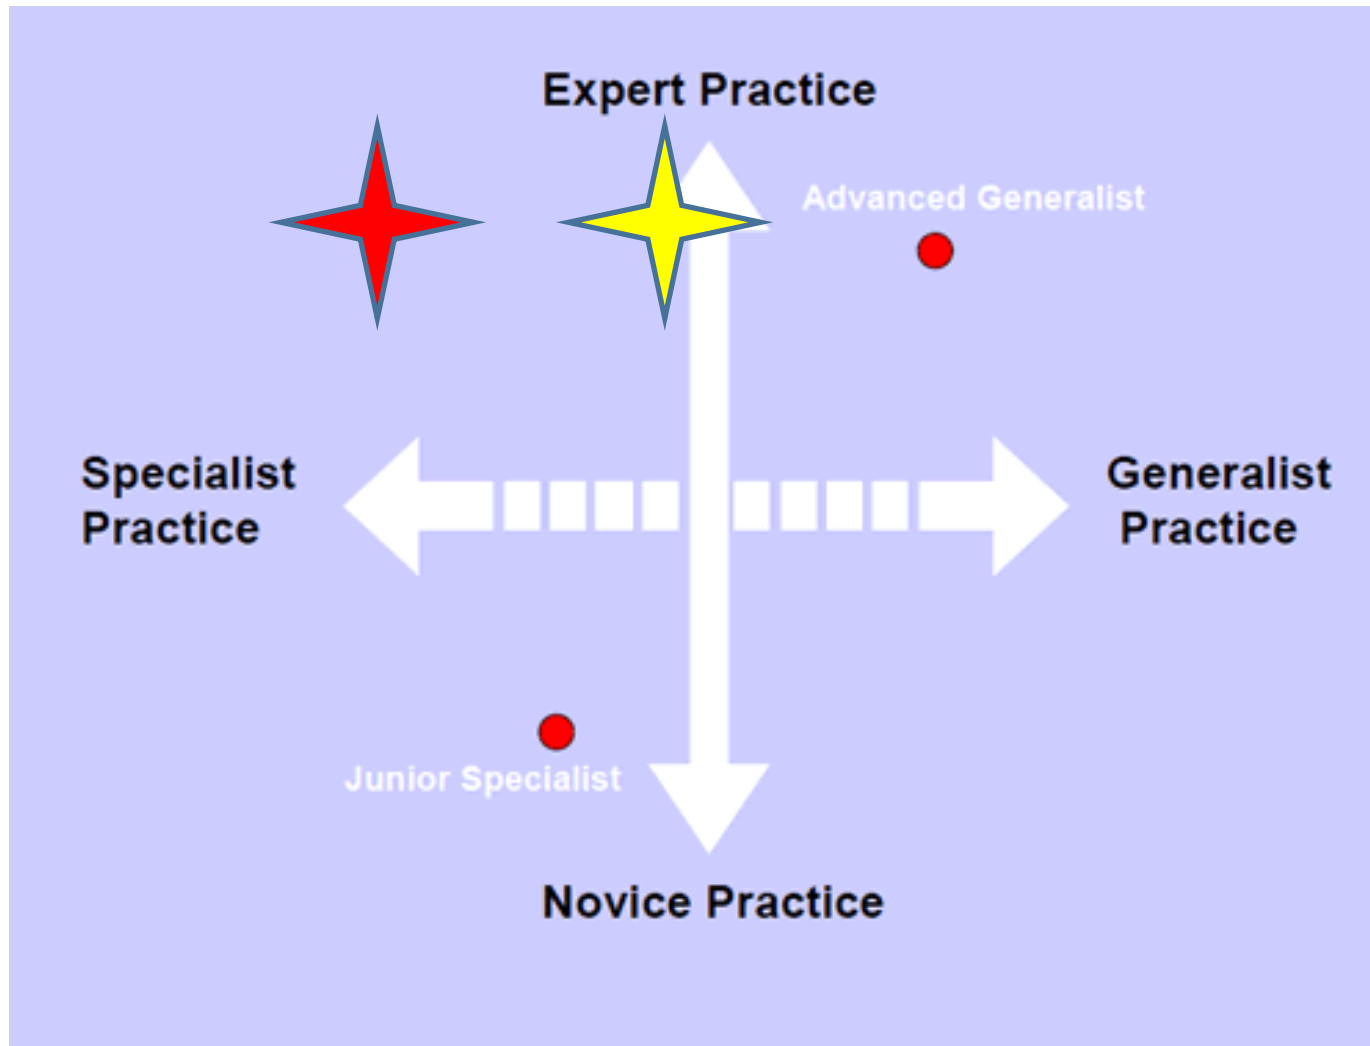 Expert Practice
Advanced Generalist
Specialist
Practice
Generalist
Practice
Junior Specialist
Novice Practice